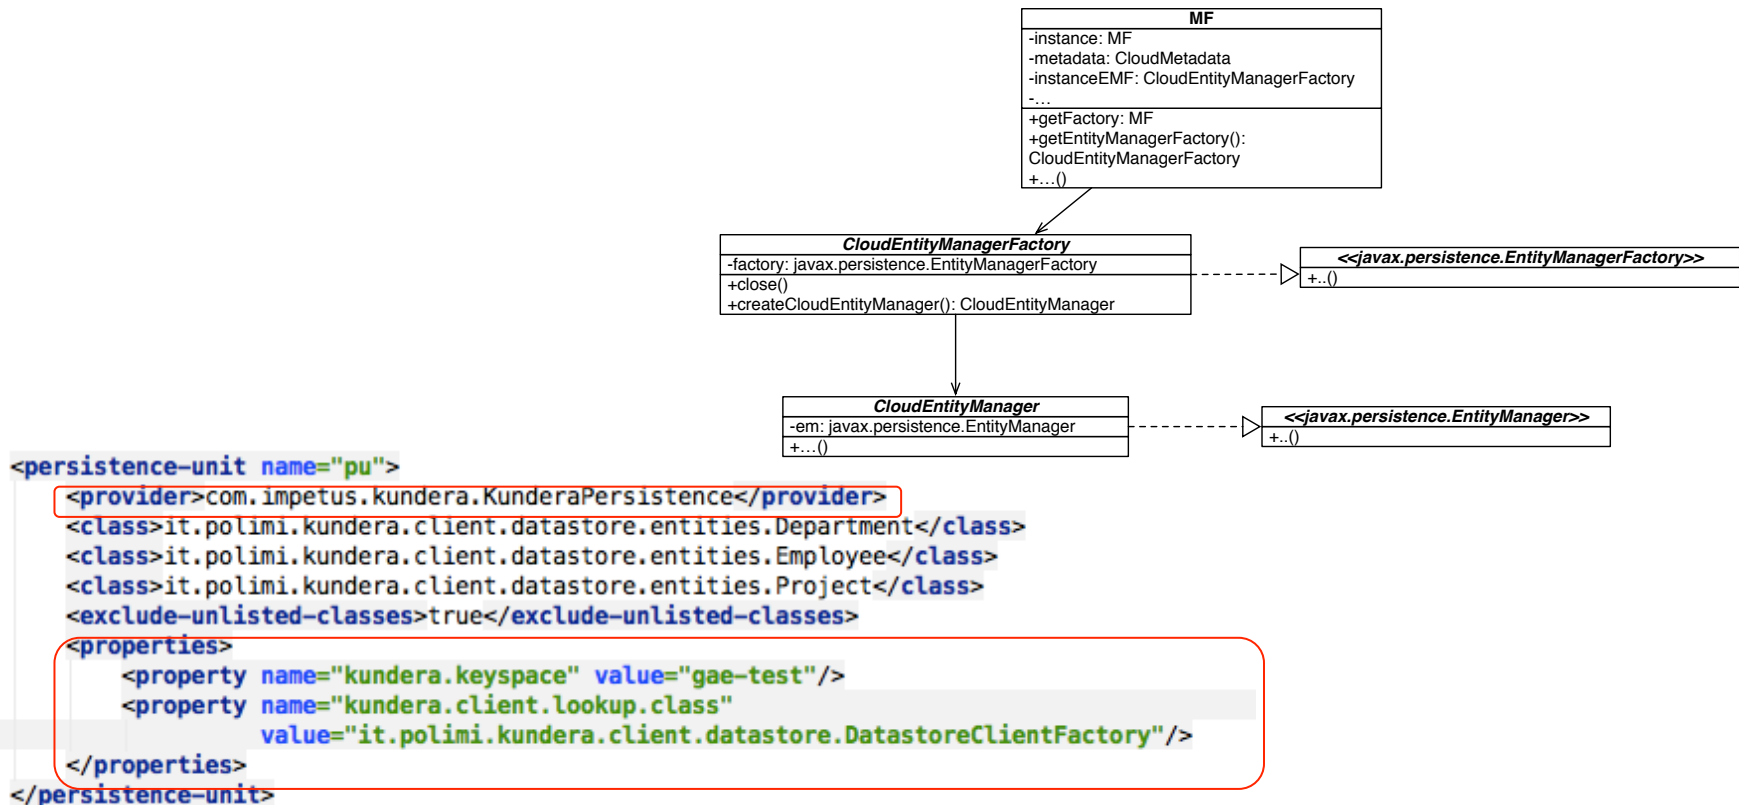 MF
-instance: MF
-metadata: CloudMetadata
-instanceEMF: CloudEntityManagerFactory
-...
+getFactory: MF
+getEntityManagerFactory():
CloudEntityManagerFactory
+...()
CloudEntityManagerFactory
-factory: javax.persistence.EntityManagerFactory
+close()
+createCloudEntityManager(): CloudEntityManager
<<javax.persistence.EntityManagerFactory>>
+..()
CloudEntityManager
-em: javax.persistence.EntityManager
+...()
<<javax.persistence.EntityManager>>
+..()
<persistence-unit name="pu">
<provider>com.impetus.kundera.KunderaPersistence</provider>
<class>it.polimi.kundera.client.datastore.entities.Department</class>
<class>it.polimi.kundera.client.datastore.entities.Employee</class>
<class>it.polimi.kundera.client.datastore.entities.Project</class>
<exclude-unlisted-classes>true</exclude-unlisted-classes>
<properties>
<property name="kundera.keyspace" value="gae-test"/>
<property name="kundera.client.lookup.class"
value="it.polimi.kundera.client.datastore.DatastoreClientFactory"/>
</properties>
</persistence-unit>